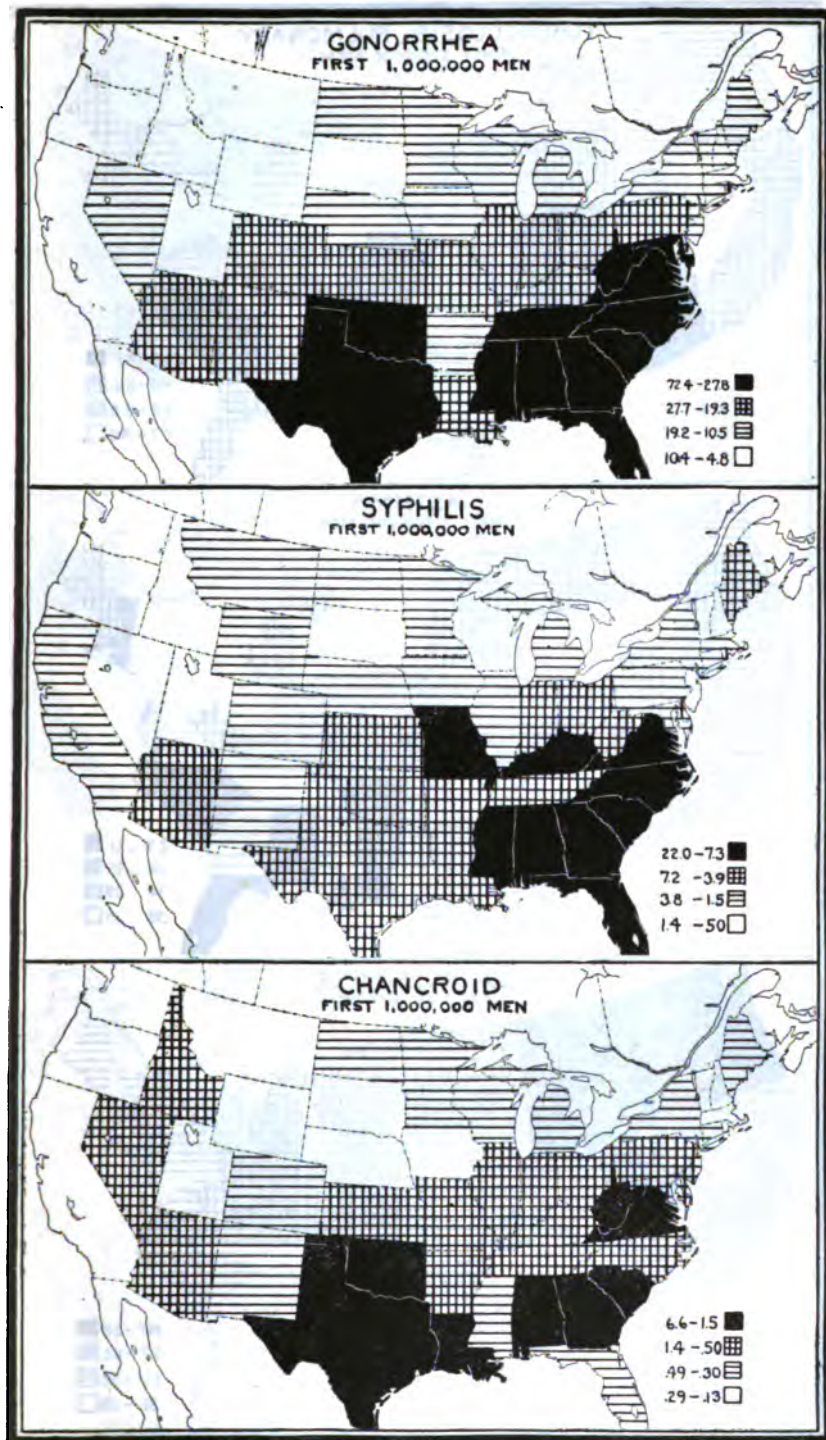 GONORRHEA
FIRST 1,000,000 MEN
72.4 - 27.8
27.7 - 19.3
19.2 - 10.5
10.4 - 4.8
SYPHILIS
FIRST 1,000,000 MEN
22.0 - 7.3
7.2 - 3.9
3.8 - 1.5
1.4 - .50
CHANCROID
FIRST 1,000,000 MEN
6.6 - 1.5
1.4 - .50
.49 - .30
.29 - .13